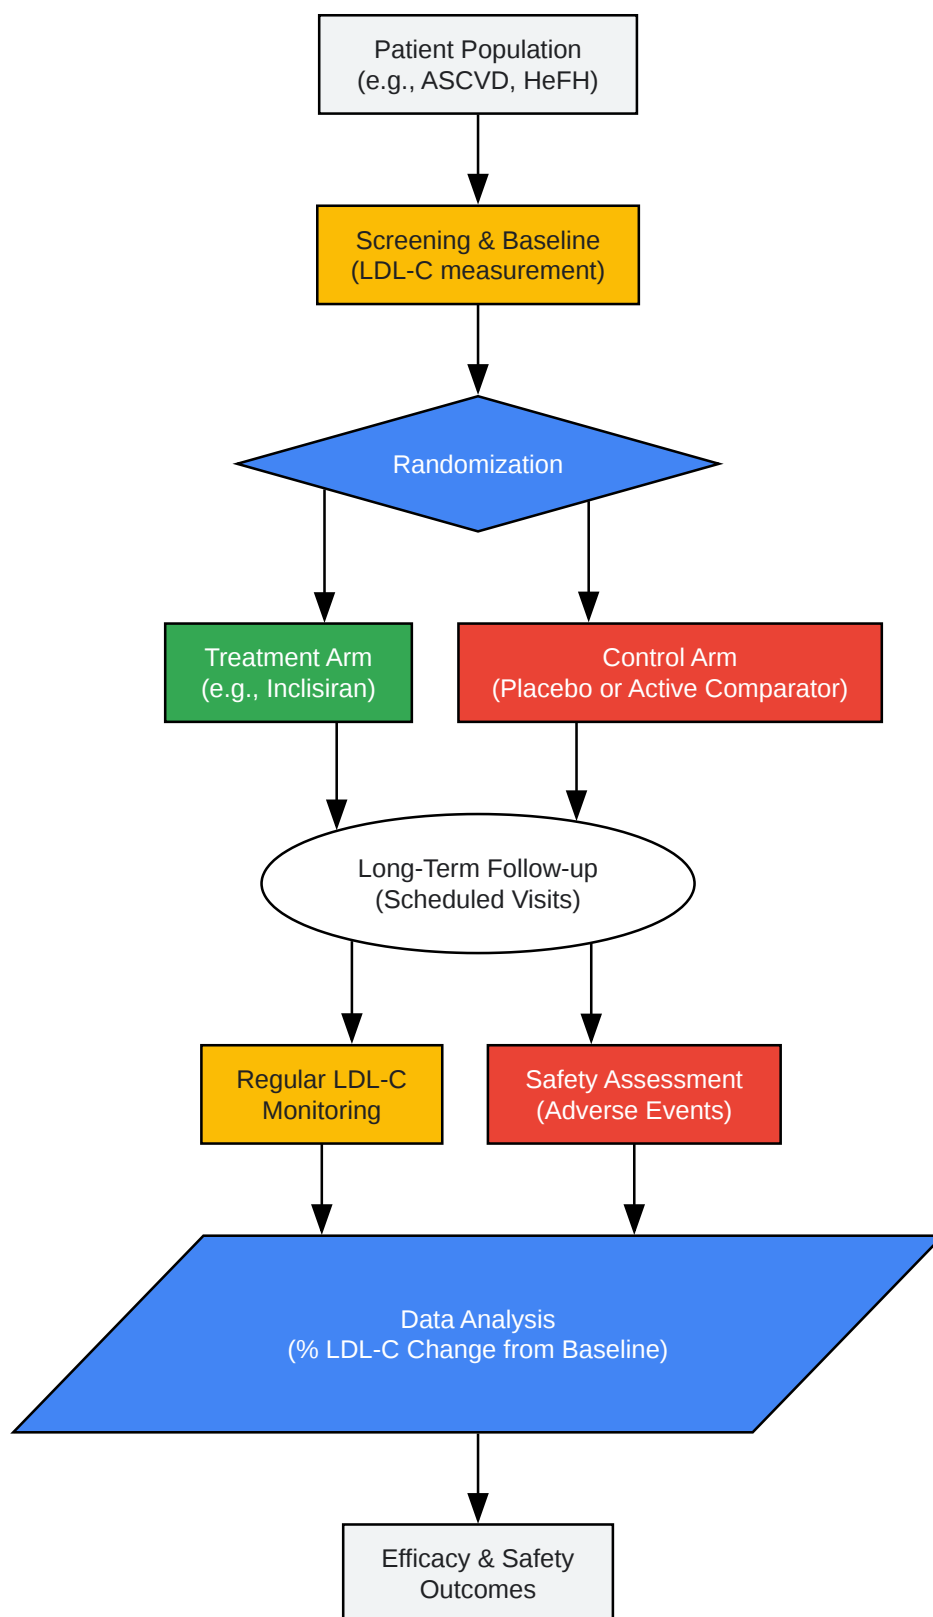 Patient Population
(e.g., ASCVD, HeFH)
Screening & Baseline
(LDL-C measurement)
Randomization
Treatment Arm
(e.g., Inclisiran)
Control Arm
(Placebo or Active Comparator)
Long-Term Follow-up
(Scheduled Visits)
Regular LDL-C
Monitoring
Safety Assessment
(Adverse Events)
Data Analysis
(% LDL-C Change from Baseline)
Efficacy & Safety
Outcomes